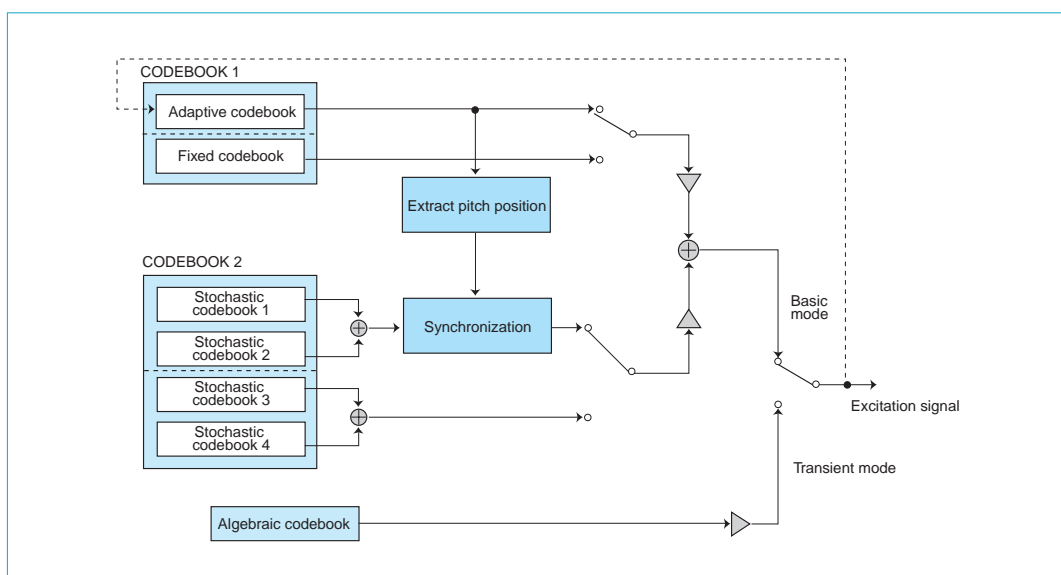 CODEBOOK 1
Adaptive codebook
Fixed codebook
Extract pitch position
CODEBOOK 2
Stochastic
codebook 1
Stochastic
codebook 2
Synchronization
Stochastic
codebook 3
Stochastic
codebook 4
Basic
mode
Excitation signal
Transient mode
Algebraic codebook